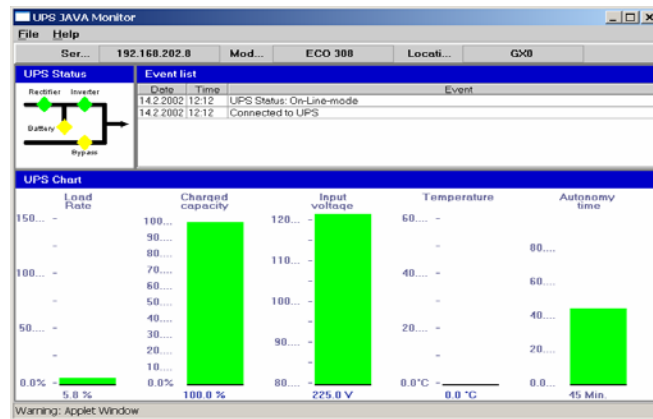 UPS JAVA Monitor
File Help
Ser... 192.168.202.8 Mod... ECO 308 Locati... GX0
UPS Status Event list
Rectifier Inverter
Battery
Bypass
Date Time Event
14.2.2002 12:12 UPS Status: On-Line-mode
14.2.2002 12:12 Connected to UPS
UPS Chart
Load Rate
150...
100...
50....
0.0%
5.8 %
Charged capacity
100...
90....
80....
70....
60....
50....
40....
30....
20....
10....
0.0%
100.0 %
Input voltage
120...
110...
100...
90....
80....
225.0 V
Temperature
60....
40....
20....
0.0°C
0.0 °C
Autonomy time
80....
60....
40....
20....
0.0...
45 Min.
Warning: Applet Window